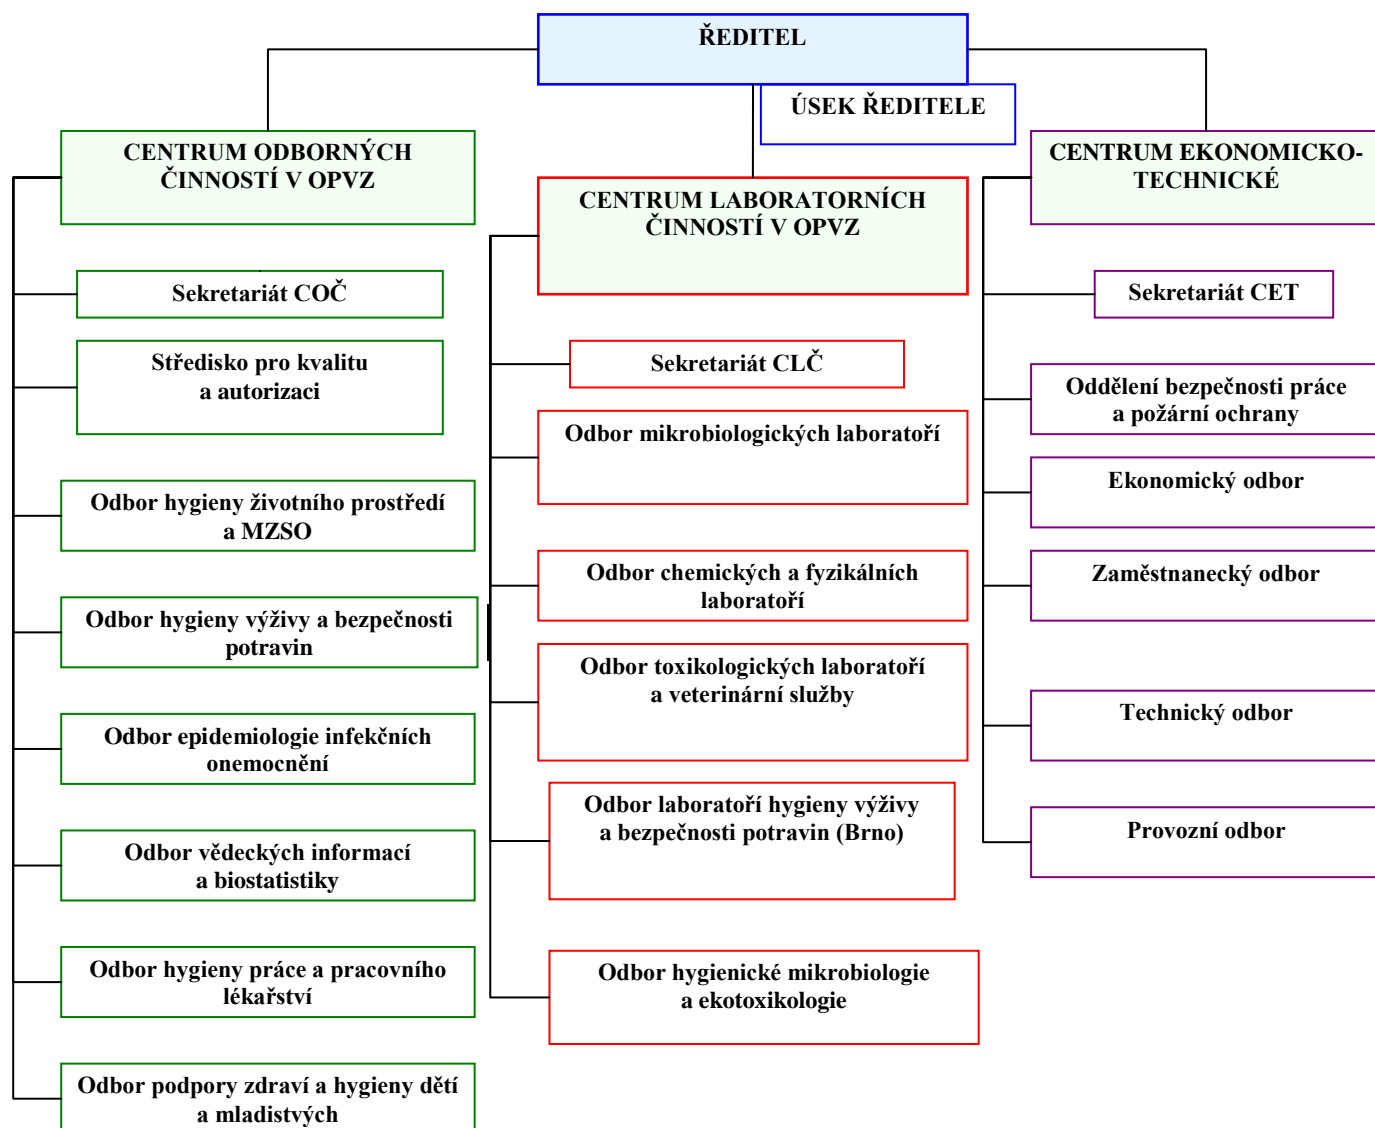 ŘEDITEL
ÚSEK ŘEDITELE
CENTRUM ODBORNÝCH
ČINNOSTÍ V OPVZ
Sekretariát COČ
Středisko pro kvalitu
a autorizaci
Odbor hygieny životního prostředí
a MZSO
Odbor hygieny výživy a bezpečnosti
potravin
Odbor epidemiologie infekčních
onemocnění
Odbor vědeckých informací
a biostatistiky
Odbor hygieny práce a pracovního
lékařství
Odbor podpory zdraví a hygieny dětí
a mladistvých
CENTRUM LABORATORNÍCH
ČINNOSTÍ V OPVZ
Sekretariát CLČ
Odbor mikrobiologických laboratoří
Odbor chemických a fyzikálních
laboratoří
Odbor toxikologických laboratoří
a veterinární služby
Odbor laboratoří hygieny výživy
a bezpečnosti potravin (Brno)
Odbor hygienické mikrobiologie
a ekotoxikologie
CENTRUM EKONOMICKO-
TECHNICKÉ
Sekretariát CET
Oddělení bezpečnosti práce
a požární ochrany
Ekonomický odbor
Zaměstnanecký odbor
Technický odbor
Provozní odbor